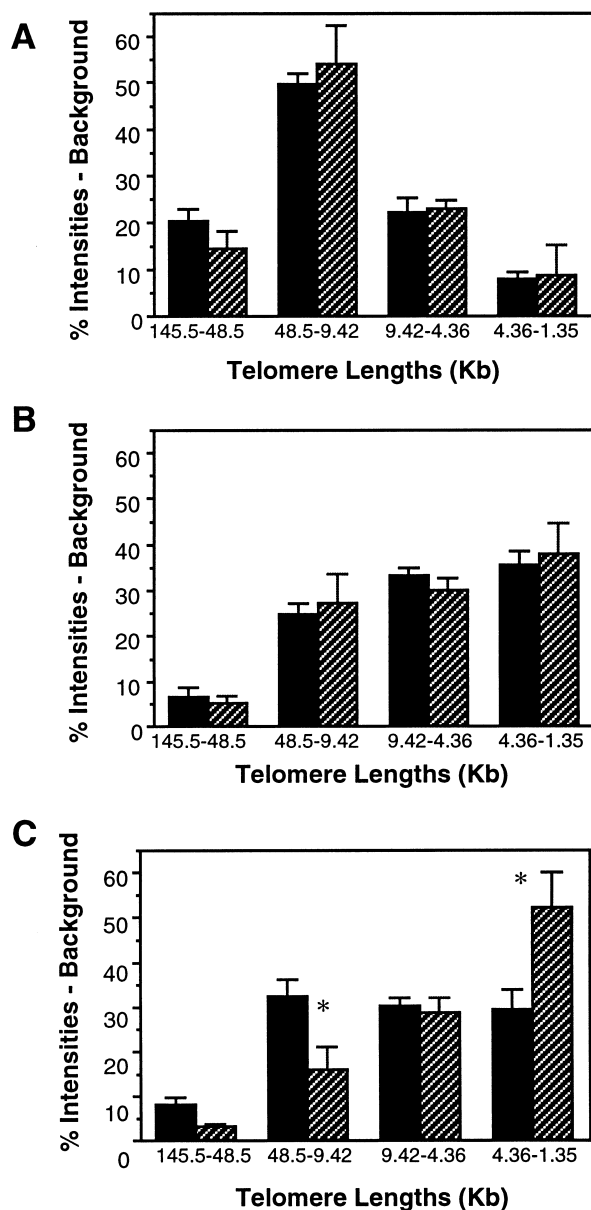 A
% Intensities - Background
60
50
40
30
20
10
0
145.5-48.5 48.5-9.42 9.42-4.36 4.36-1.35
Telomere Lengths (Kb)
B
% Intensities - Background
60
50
40
30
20
10
0
145.5-48.5 48.5-9.42 9.42-4.36 4.36-1.35
Telomere Lengths (Kb)
C
% Intensities - Background
60
50
40
30
20
10
0
*
*
145.5-48.5 48.5-9.42 9.42-4.36 4.36-1.35
Telomere Lengths (Kb)